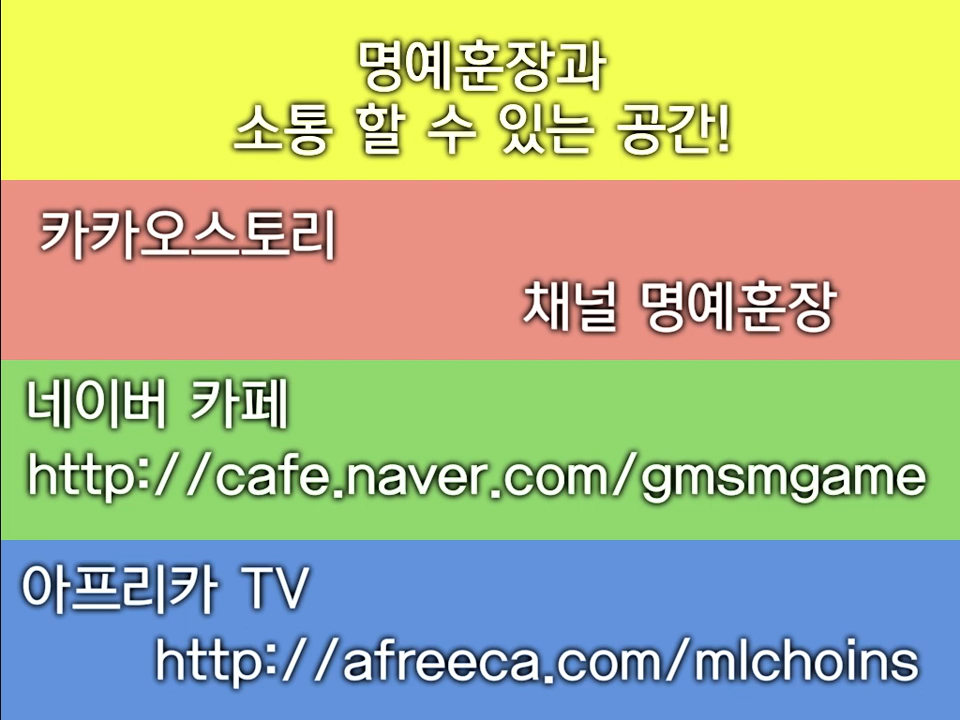 명예훈장과
소통 할 수 있는 공간!
카카오스토리
채널 명예훈장
네이버 카페
http://cafe.naver.com/gmsmgame
아프리카 TV
http://afreeca.com/mlchoins